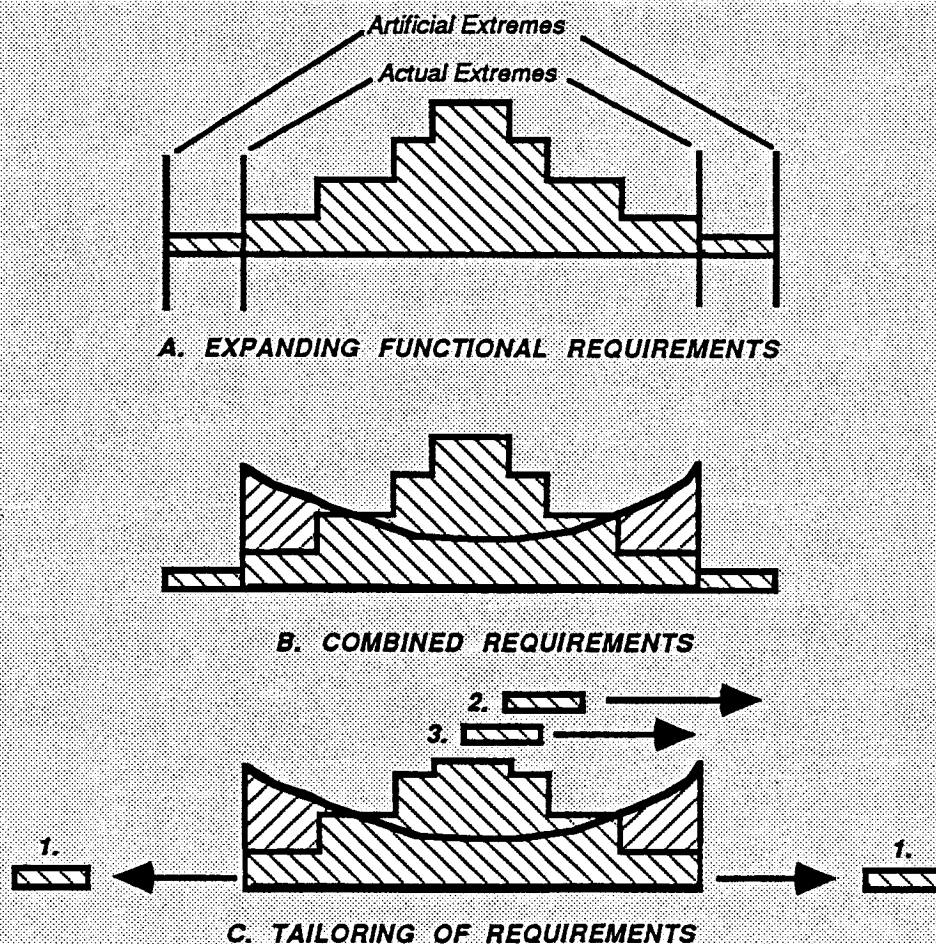 Artificial Extremes
Actual Extremes
A. EXPANDING FUNCTIONAL REQUIREMENTS
B. COMBINED REQUIREMENTS
2.
3.
1.
1.
C. TAILORING OF REQUIREMENTS